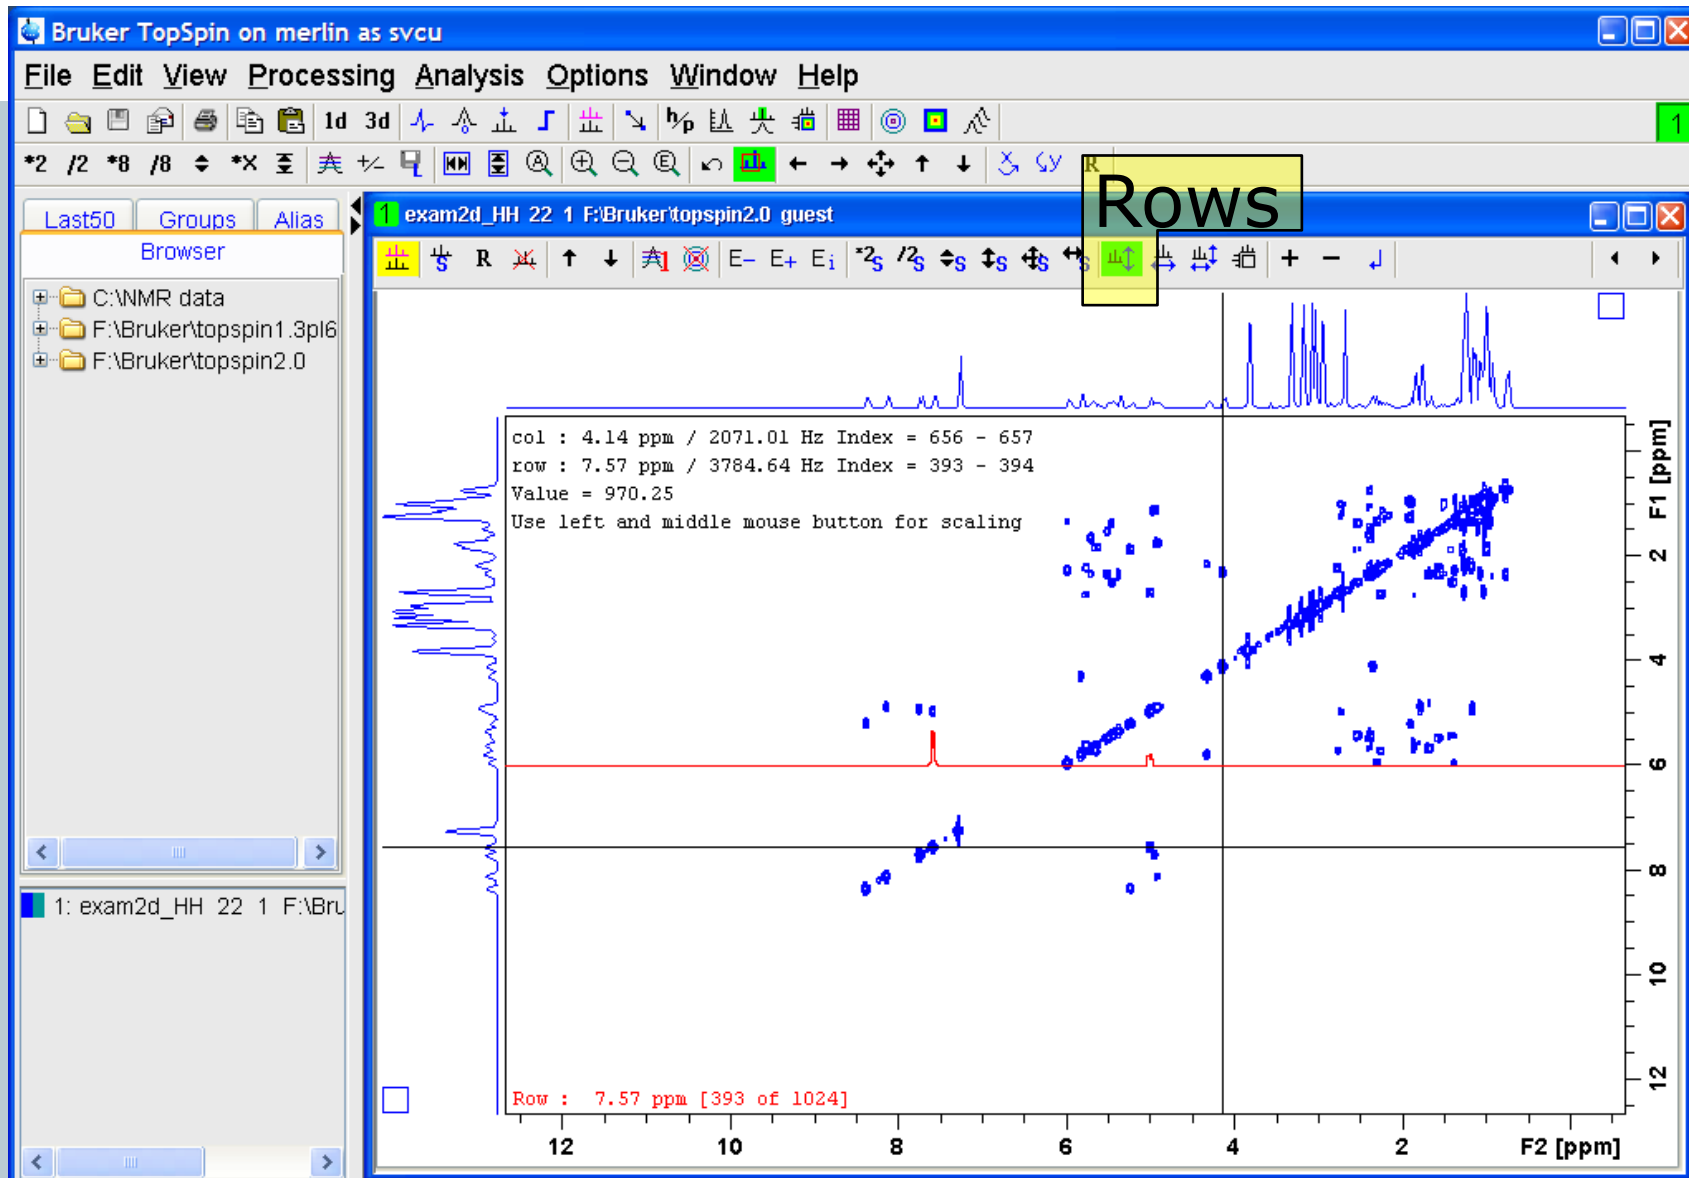 Bruker TopSpin on merlin as svcu
File Edit View Processing Analysis Options Window Help
1d 3d h/p 1
*2 /2 *8 /8 *X +/- R
Rows
Last50 Groups Alias
Browser
C:\NMR data
F:\Bruker\topspin1.3pl6
F:\Bruker\topspin2.0
1: exam2d_HH 22 1 F:\Bru
1 exam2d_HH 22 1 F:\Bruker\topspin2.0 guest
S R 1 E- E+ Ei *2S /2S S S S S + -
col : 4.14 ppm / 2071.01 Hz Index = 656 - 657
row : 7.57 ppm / 3784.64 Hz Index = 393 - 394
Value = 970.25
Use left and middle mouse button for scaling
Row : 7.57 ppm [393 of 1024]
F1 [ppm]
2
4
6
8
10
12
12 10 8 6 4 2 F2 [ppm]